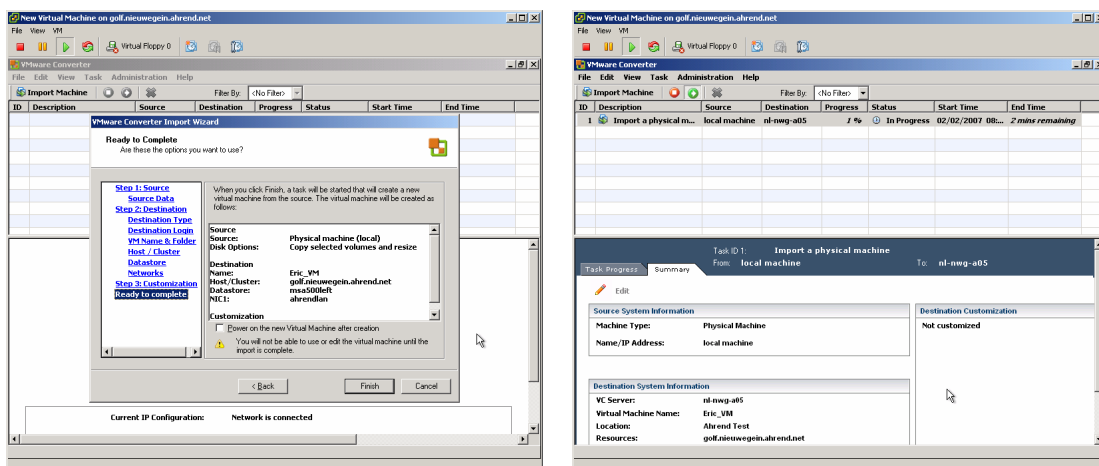 New Virtual Machine on golf.nieuwegein.ahrend.net
File View VM
Virtual Floppy 0
VMware Converter
File Edit View Task Administration Help
Import Machine Filter By: <No Filter>
ID Description Source Destination Progress Status Start Time End Time
VMware Converter Import Wizard
Ready to Complete
Are these the options you want to use?
Step 1: Source
Source Data
Step 2: Destination
Destination Type
Destination Login
VM Name & Folder
Host / Cluster
Datastore
Networks
Step 3: Customization
Ready to complete
When you click Finish, a task will be started that will create a new
virtual machine from the source. The virtual machine will be created as
follows:
Source
Source: Physical machine (local)
Disk Options: Copy selected volumes and resize
Destination
Name: Eric_VM
Host/Cluster: golf.nieuwegein.ahrend.net
Datastore: msa500left
NIC1: ahrendlan
Customization
Power on the new Virtual Machine after creation
You will not be able to use or edit the virtual machine until the
import is complete.
< Back Finish Cancel
Current IP Configuration: Network is connected
New Virtual Machine on golf.nieuwegein.ahrend.net
File View VM
Virtual Floppy 0
VMware Converter
File Edit View Task Administration Help
Import Machine Filter By: <No Filter>
ID Description Source Destination Progress Status Start Time End Time
1 Import a physical m... local machine nl-nwg-a05 1 % In Progress 02/02/2007 08:... 2 mins remaining
Task ID 1: Import a physical machine
From: local machine To: nl-nwg-a05
Task Progress Summary
Edit
Source System Information
Machine Type: Physical Machine
Name/IP Address: local machine
Destination Customization
Not customized
Destination System Information
VC Server: nl-nwg-a05
Virtual Machine Name: Eric_VM
Location: Ahrend Test
Resources: golf.nieuwegein.ahrend.net